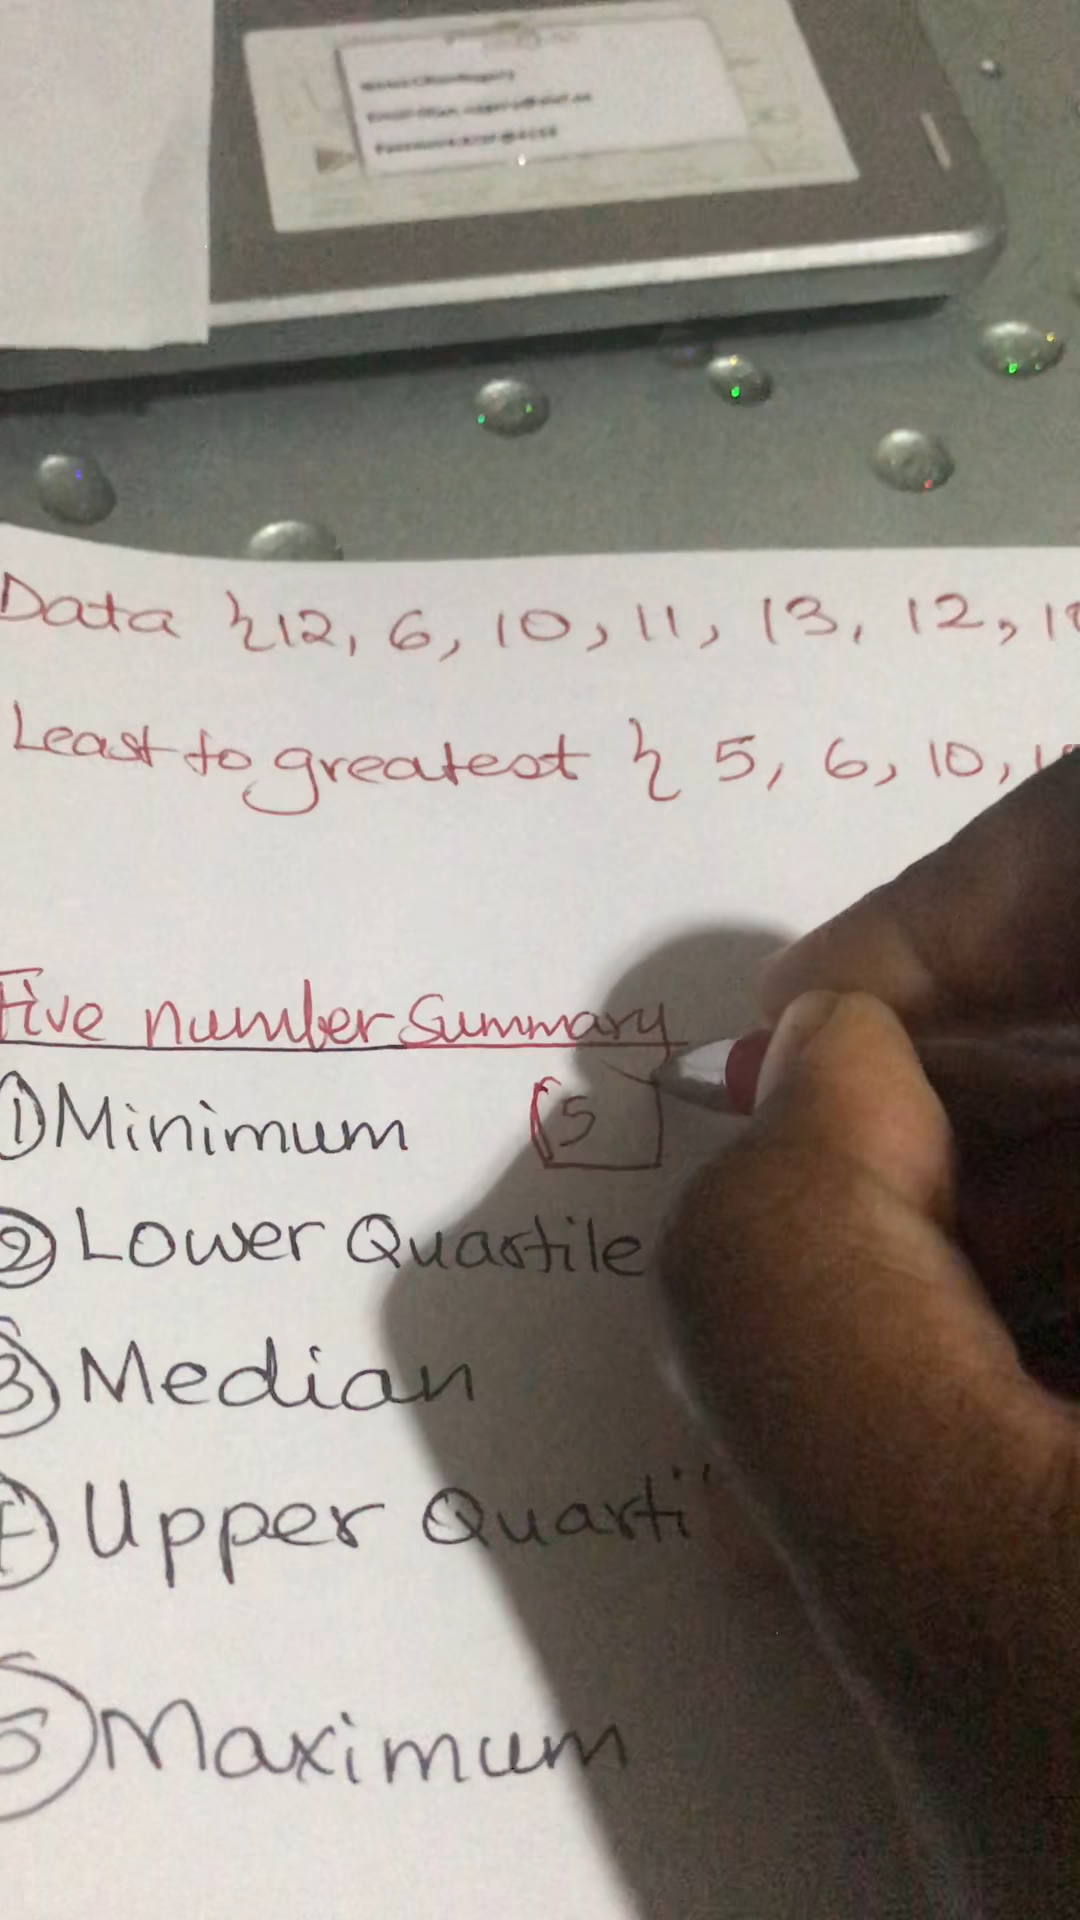 Data {12, 6, 10, 11, 13, 12, 1
Least to greatest { 5, 6, 10,
Five number Summary
① Minimum 5
② Lower Quartile
③ Median
④ Upper Quarti
⑤ Maximum